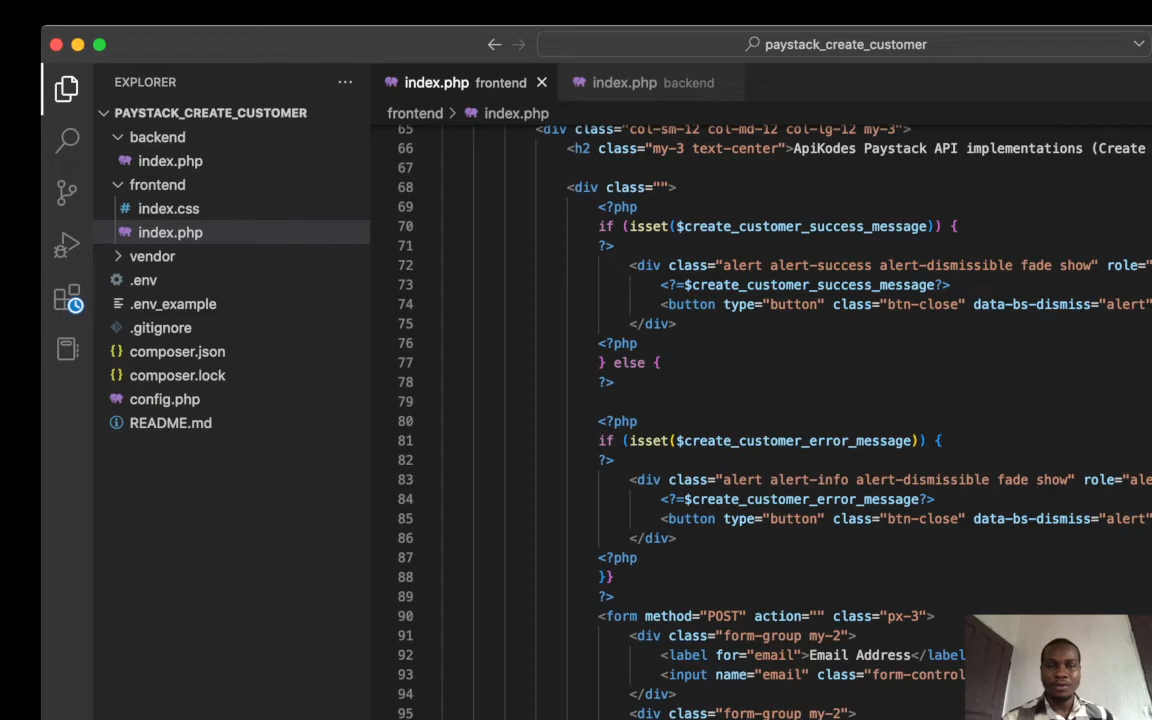 paystack_create_customer
EXPLORER
PAYSTACK_CREATE_CUSTOMER
backend
index.php
frontend
# index.css
index.php
vendor
.env
.env_example
.gitignore
{} composer.json
{} composer.lock
config.php
README.md
index.php frontend
index.php backend
frontend > index.php
65 <div class="col-sm-12 col-md-12 col-lg-12 my-3">
66 <h2 class="my-3 text-center">ApiKodes Paystack API implementations (Create
67
68 <div class="">
69 <?php
70 if (isset($create_customer_success_message)) {
71 ?>
72 <div class="alert alert-success alert-dismissible fade show" role="
73 <?=$create_customer_success_message?>
74 <button type="button" class="btn-close" data-bs-dismiss="alert"
75 </div>
76 <?php
77 } else {
78 ?>
79
80 <?php
81 if (isset($create_customer_error_message)) {
82 ?>
83 <div class="alert alert-info alert-dismissible fade show" role="ale
84 <?=$create_customer_error_message?>
85 <button type="button" class="btn-close" data-bs-dismiss="alert"
86 </div>
87 <?php
88 }}
89 ?>
90 <form method="POST" action="" class="px-3">
91 <div class="form-group my-2">
92 <label for="email">Email Address</label
93 <input name="email" class="form-control
94 </div>
95 <div class="form-group my-2">